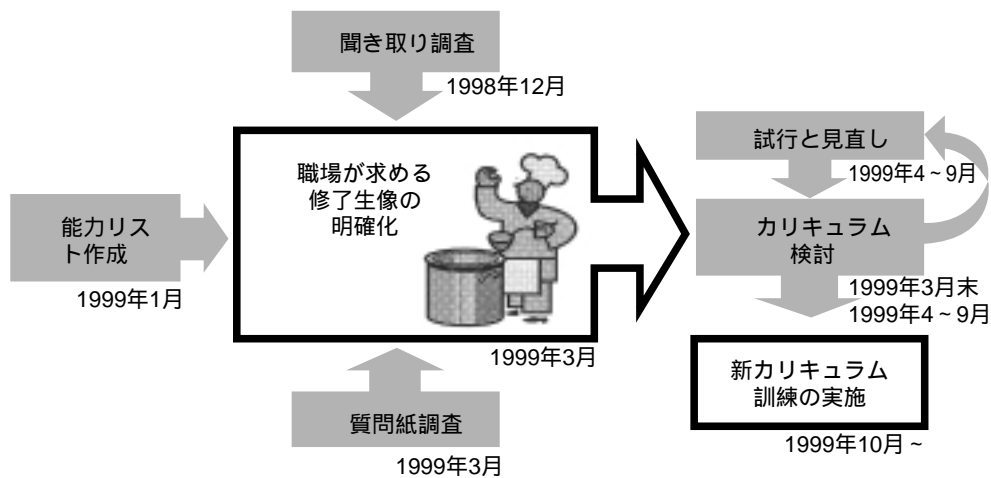 聞き取り調査
1998年12月
職場が求める
修了生像の
明確化
能力リス
ト作成
1999年1月
1999年3月
質問紙調査
1999年3月
試行と見直し
1999年4~9月
カリキュラム
検討
1999年3月末
1999年4~9月
新カリキュラム
訓練の実施
1999年10月~